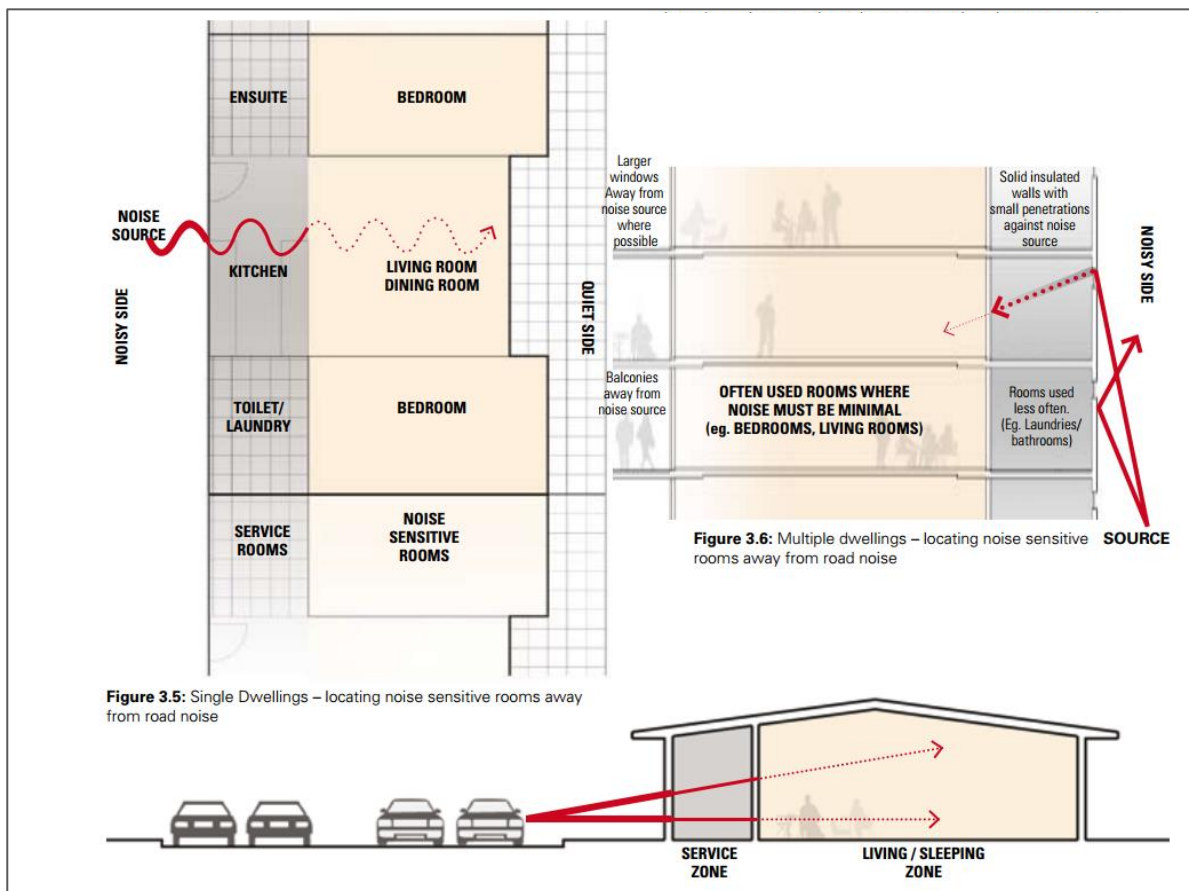 ENSUITE
BEDROOM
NOISE
SOURCE
KITCHEN
LIVING ROOM
DINING ROOM
NOISY SIDE
QUIET SIDE
TOILET/
LAUNDRY
BEDROOM
SERVICE
ROOMS
NOISE
SENSITIVE
ROOMS
Figure 3.5: Single Dwellings – locating noise sensitive rooms away
from road noise
Larger
windows
Away from
noise source
where
possible
Solid insulated
walls with
small penetrations
against noise
source
NOISY SIDE
Balconies
away from
noise source
OFTEN USED ROOMS WHERE
NOISE MUST BE MINIMAL
(eg. BEDROOMS, LIVING ROOMS)
Rooms used
less often.
(Eg. Laundries/
bathrooms)
SOURCE
Figure 3.6: Multiple dwellings – locating noise sensitive
rooms away from road noise
SERVICE
ZONE
LIVING / SLEEPING
ZONE